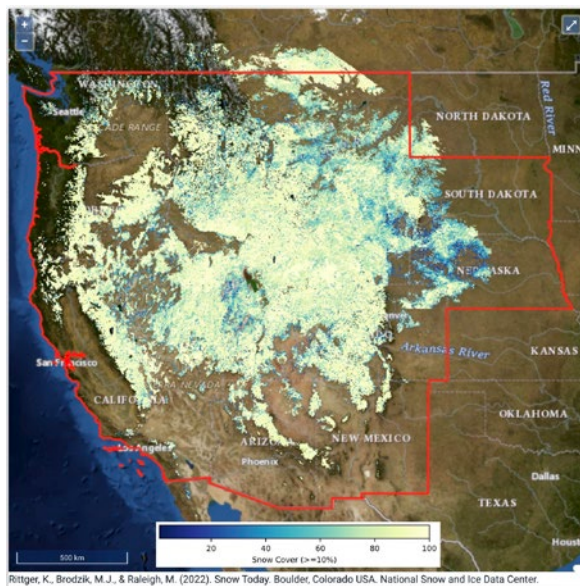 +
−
WASHINGTON
Seattle
CADE RANGE
NORTH DAKOTA
Red River
MINN
SOUTH DAKOTA
NEBRASKA
San Francisco
Arkansas River
KANSAS
A NEVADA
CALIFORNIA
OKLAHOMA
Los Angeles
ARIZONA
NEW MEXICO
Phoenix
Dallas
TEXAS
Houst
500 km
20 40 60 80 100
Snow Cover (>=10%)
Rittger, K., Brodzik, M.J., & Raleigh, M. (2022). Snow Today. Boulder, Colorado USA. National Snow and Ice Data Center.